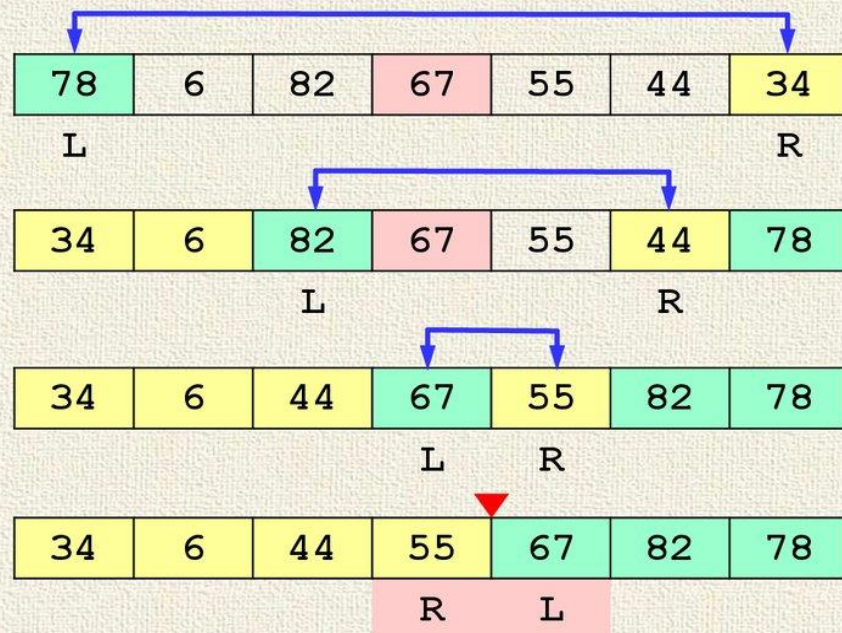 78 6 82 67 55 44 34
L R
34 6 82 67 55 44 78
L R
34 6 44 67 55 82 78
L R
34 6 44 55 67 82 78
R L